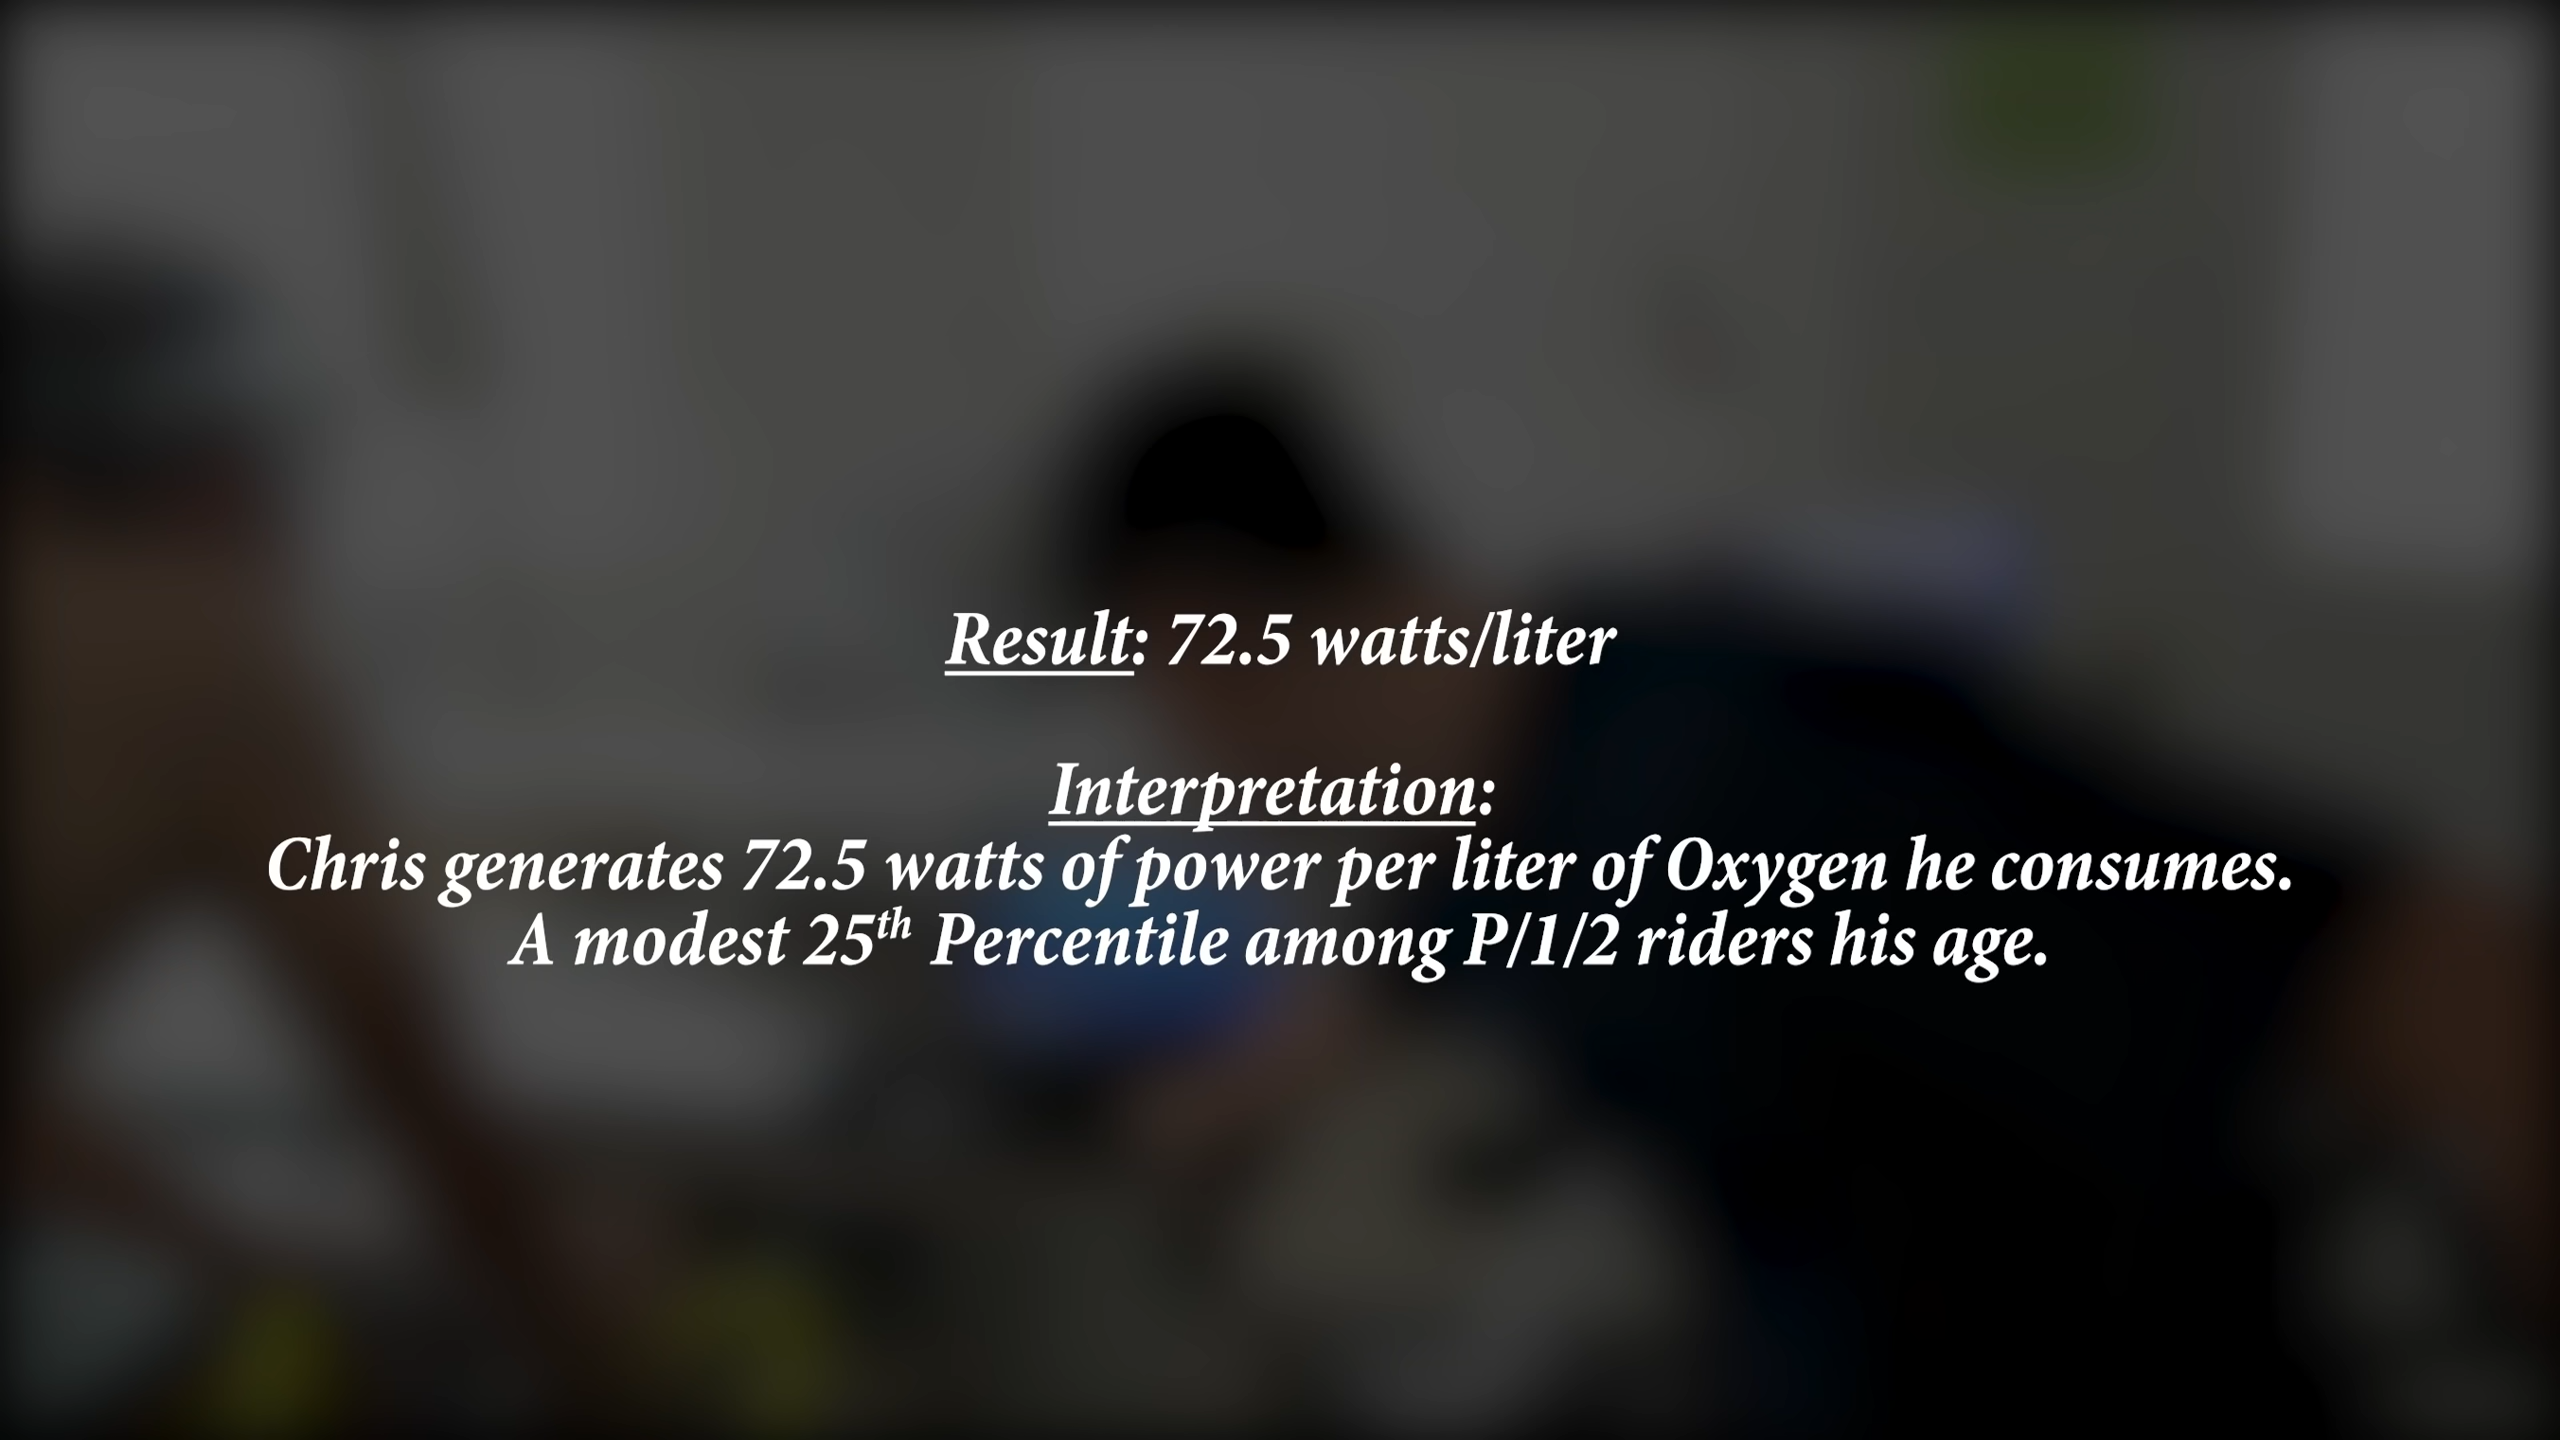 Result: 72.5 watts/liter
Interpretation:
Chris generates 72.5 watts of power per liter of Oxygen he consumes.
A modest 25th Percentile among P/1/2 riders his age.